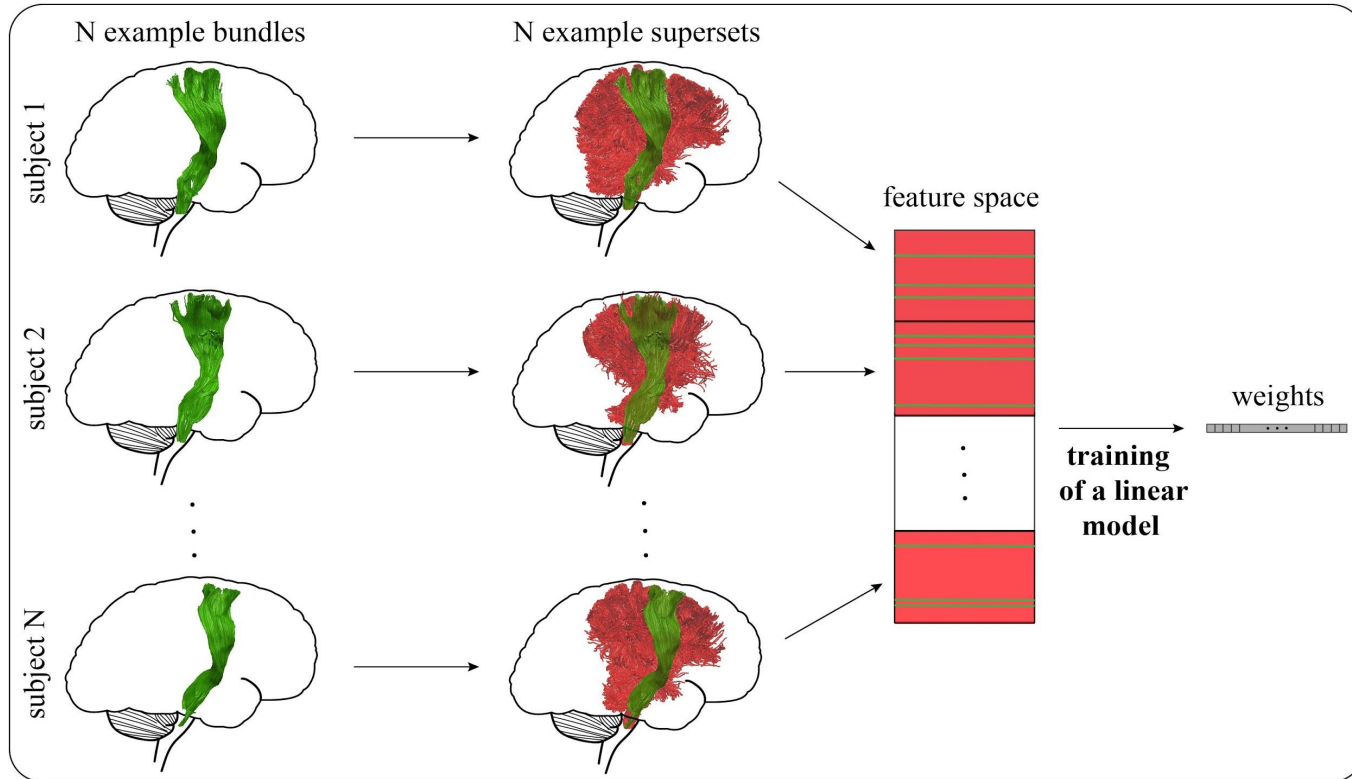 N example bundles
N example supersets
subject 1
feature space
subject 2
weights
training
of a linear
model
subject N